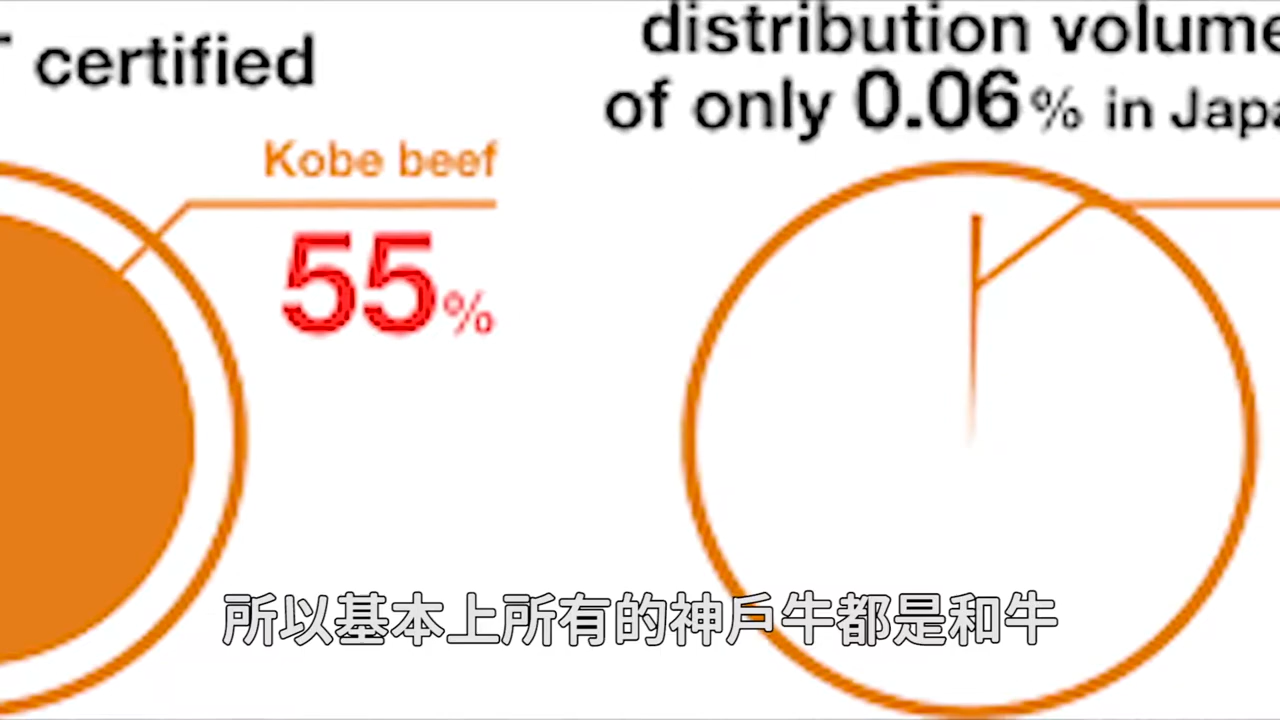 certified
Kobe beef
55%
distribution volume
of only 0.06% in Japa
所以基本上所有的神戶牛都是和牛